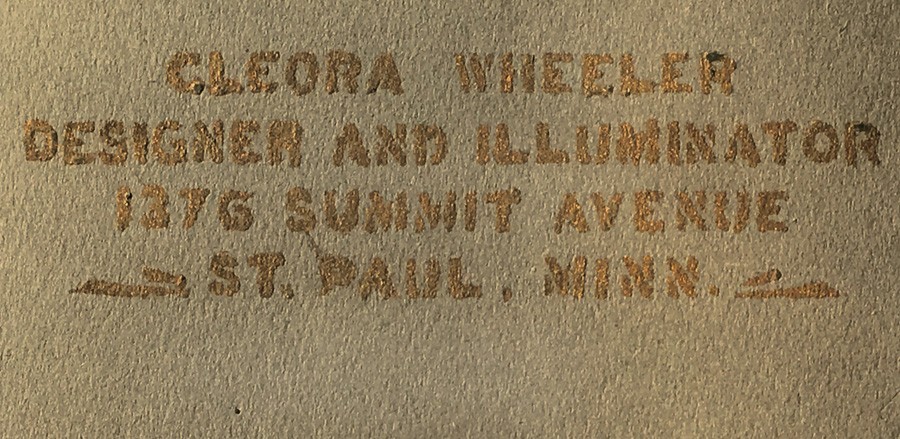 CLEORA WHEELER
DESIGNER AND ILLUMINATOR
1376 SUMMIT AVENUE
ST. PAUL, MINN.